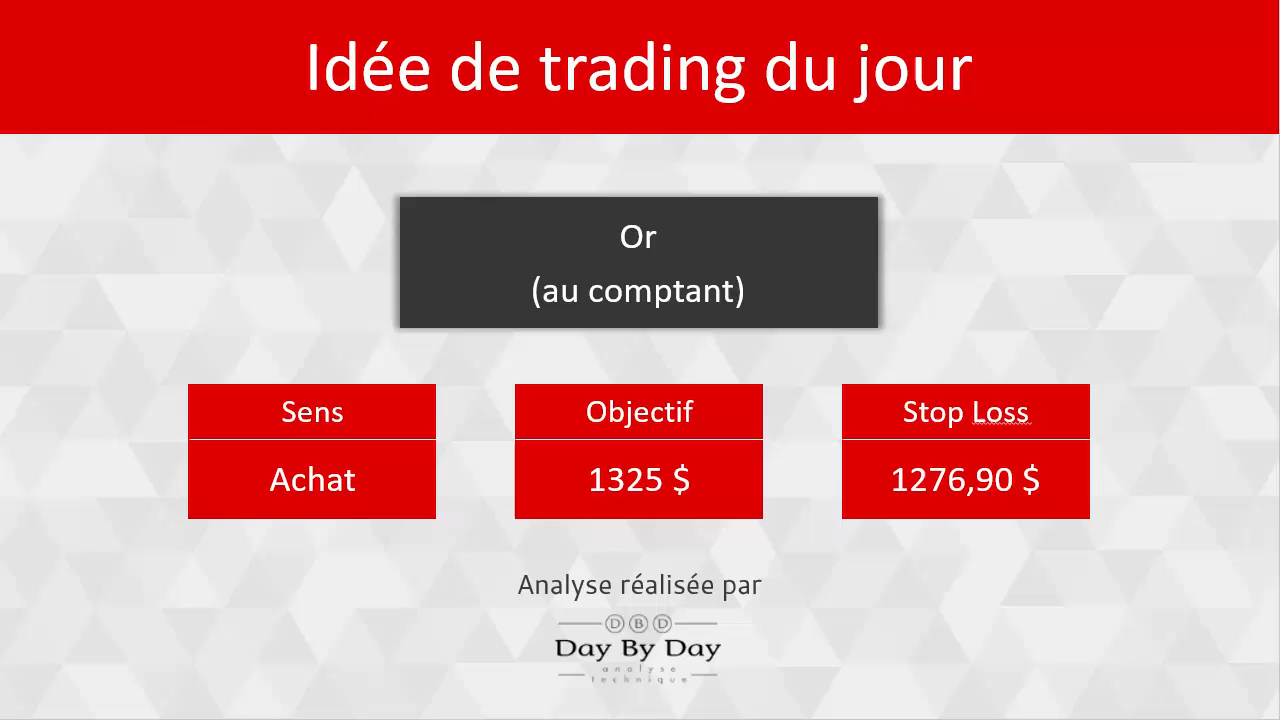 Idée de trading du jour
Or
(au comptant)
Sens
Objectif
Stop Loss
Achat
1325 $
1276,90 $
Analyse réalisée par
DBD
Day By Day
analyse
technique